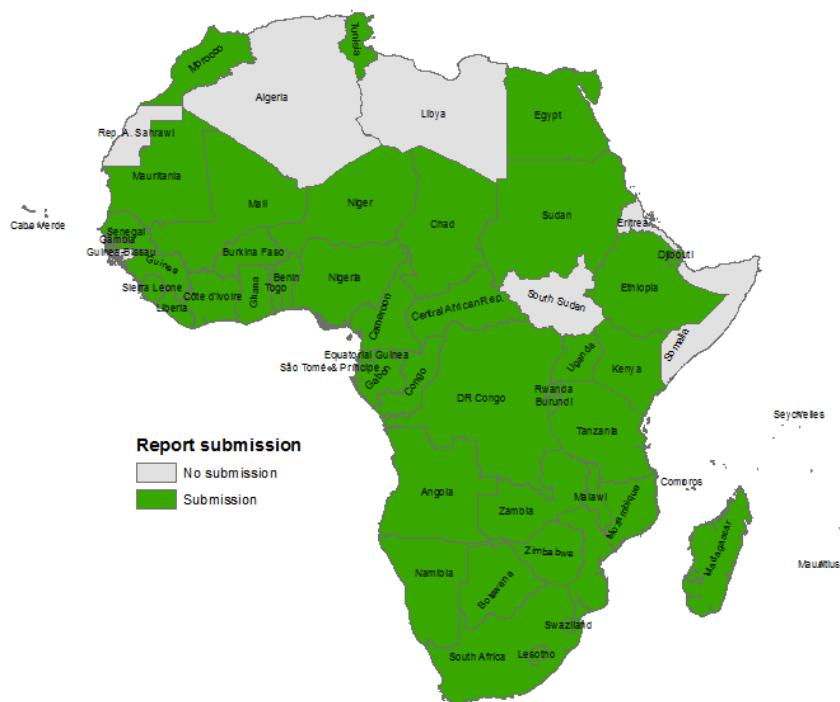 Tunisia
Morocco
Algeria
Libya
Egypt
Rep. A. Sahrawi
Mauritania
Mali
Niger
Chad
Sudan
Eritrea
Cabo Verde
Senegal
Gambia
Guinea-Bissau
Guinea
Burkina Faso
Djibouti
Sierra Leone
Liberia
Côte d'Ivoire
Ghana
Togo
Benin
Nigeria
Cameroon
Central African Rep.
South Sudan
Ethiopia
Somalia
Equatorial Guinea
São Tomé & Príncipe
Gabon
Congo
DR Congo
Uganda
Kenya
Rwanda
Burundi
Tanzania
Seychelles
Report submission
No submission
Submission
Angola
Zambia
Malawi
Mozambique
Comoros
Madagascar
Mauritius
Namibia
Botswana
Zimbabwe
Swaziland
South Africa
Lesotho